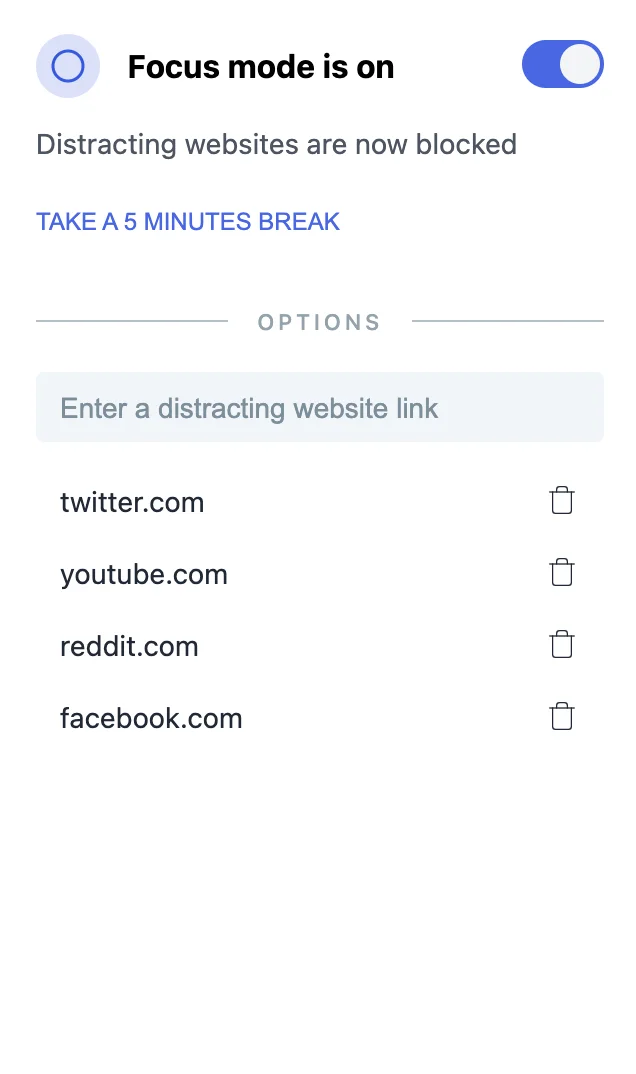 Focus mode is on
Distracting websites are now blocked
TAKE A 5 MINUTES BREAK
OPTIONS
Enter a distracting website link
twitter.com
youtube.com
reddit.com
facebook.com